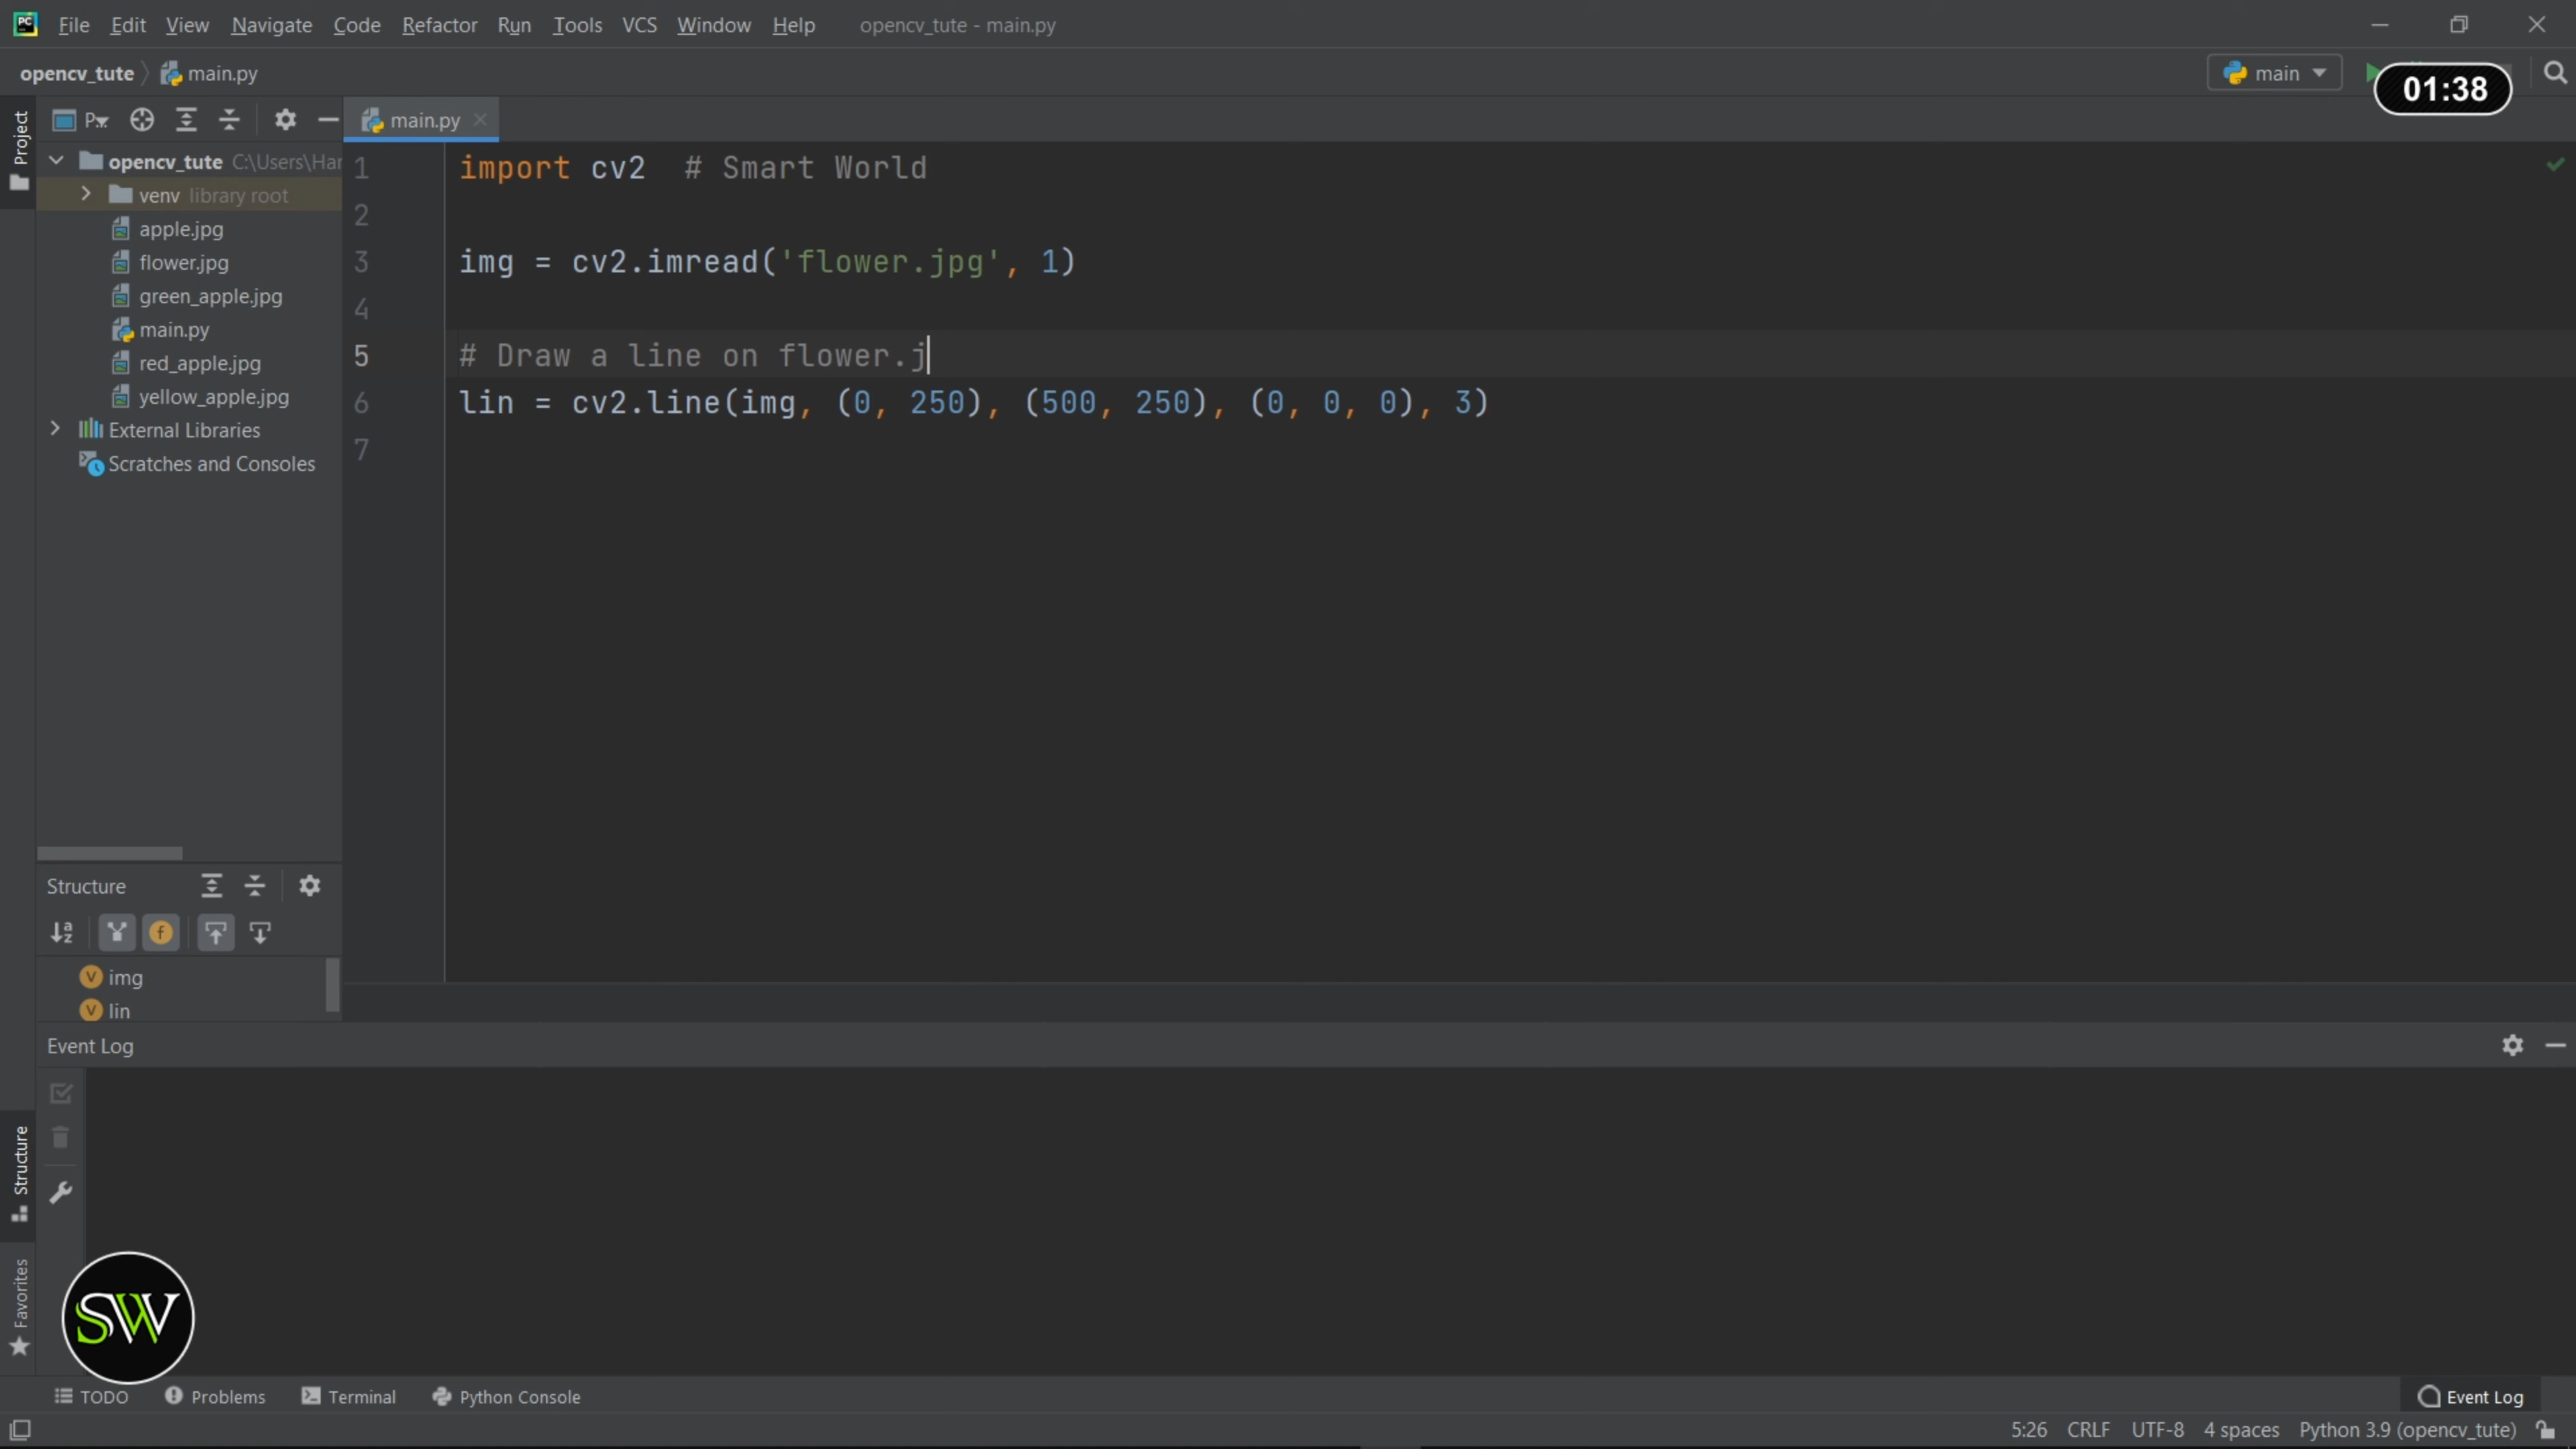 File Edit View Navigate Code Refactor Run Tools VCS Window Help opencv_tute - main.py
opencv_tute main.py
main
01:38
P...
main.py
Project
opencv_tute C:\Users\Har
venv library root
apple.jpg
flower.jpg
green_apple.jpg
main.py
red_apple.jpg
yellow_apple.jpg
External Libraries
Scratches and Consoles
1 import cv2 # Smart World
2
3 img = cv2.imread('flower.jpg', 1)
4
5 # Draw a line on flower.j
6 lin = cv2.line(img, (0, 250), (500, 250), (0, 0, 0), 3)
7
Structure
img
lin
Event Log
Structure
Favorites
SW
TODO Problems Terminal Python Console Event Log
5:26 CRLF UTF-8 4 spaces Python 3.9 (opencv_tute)